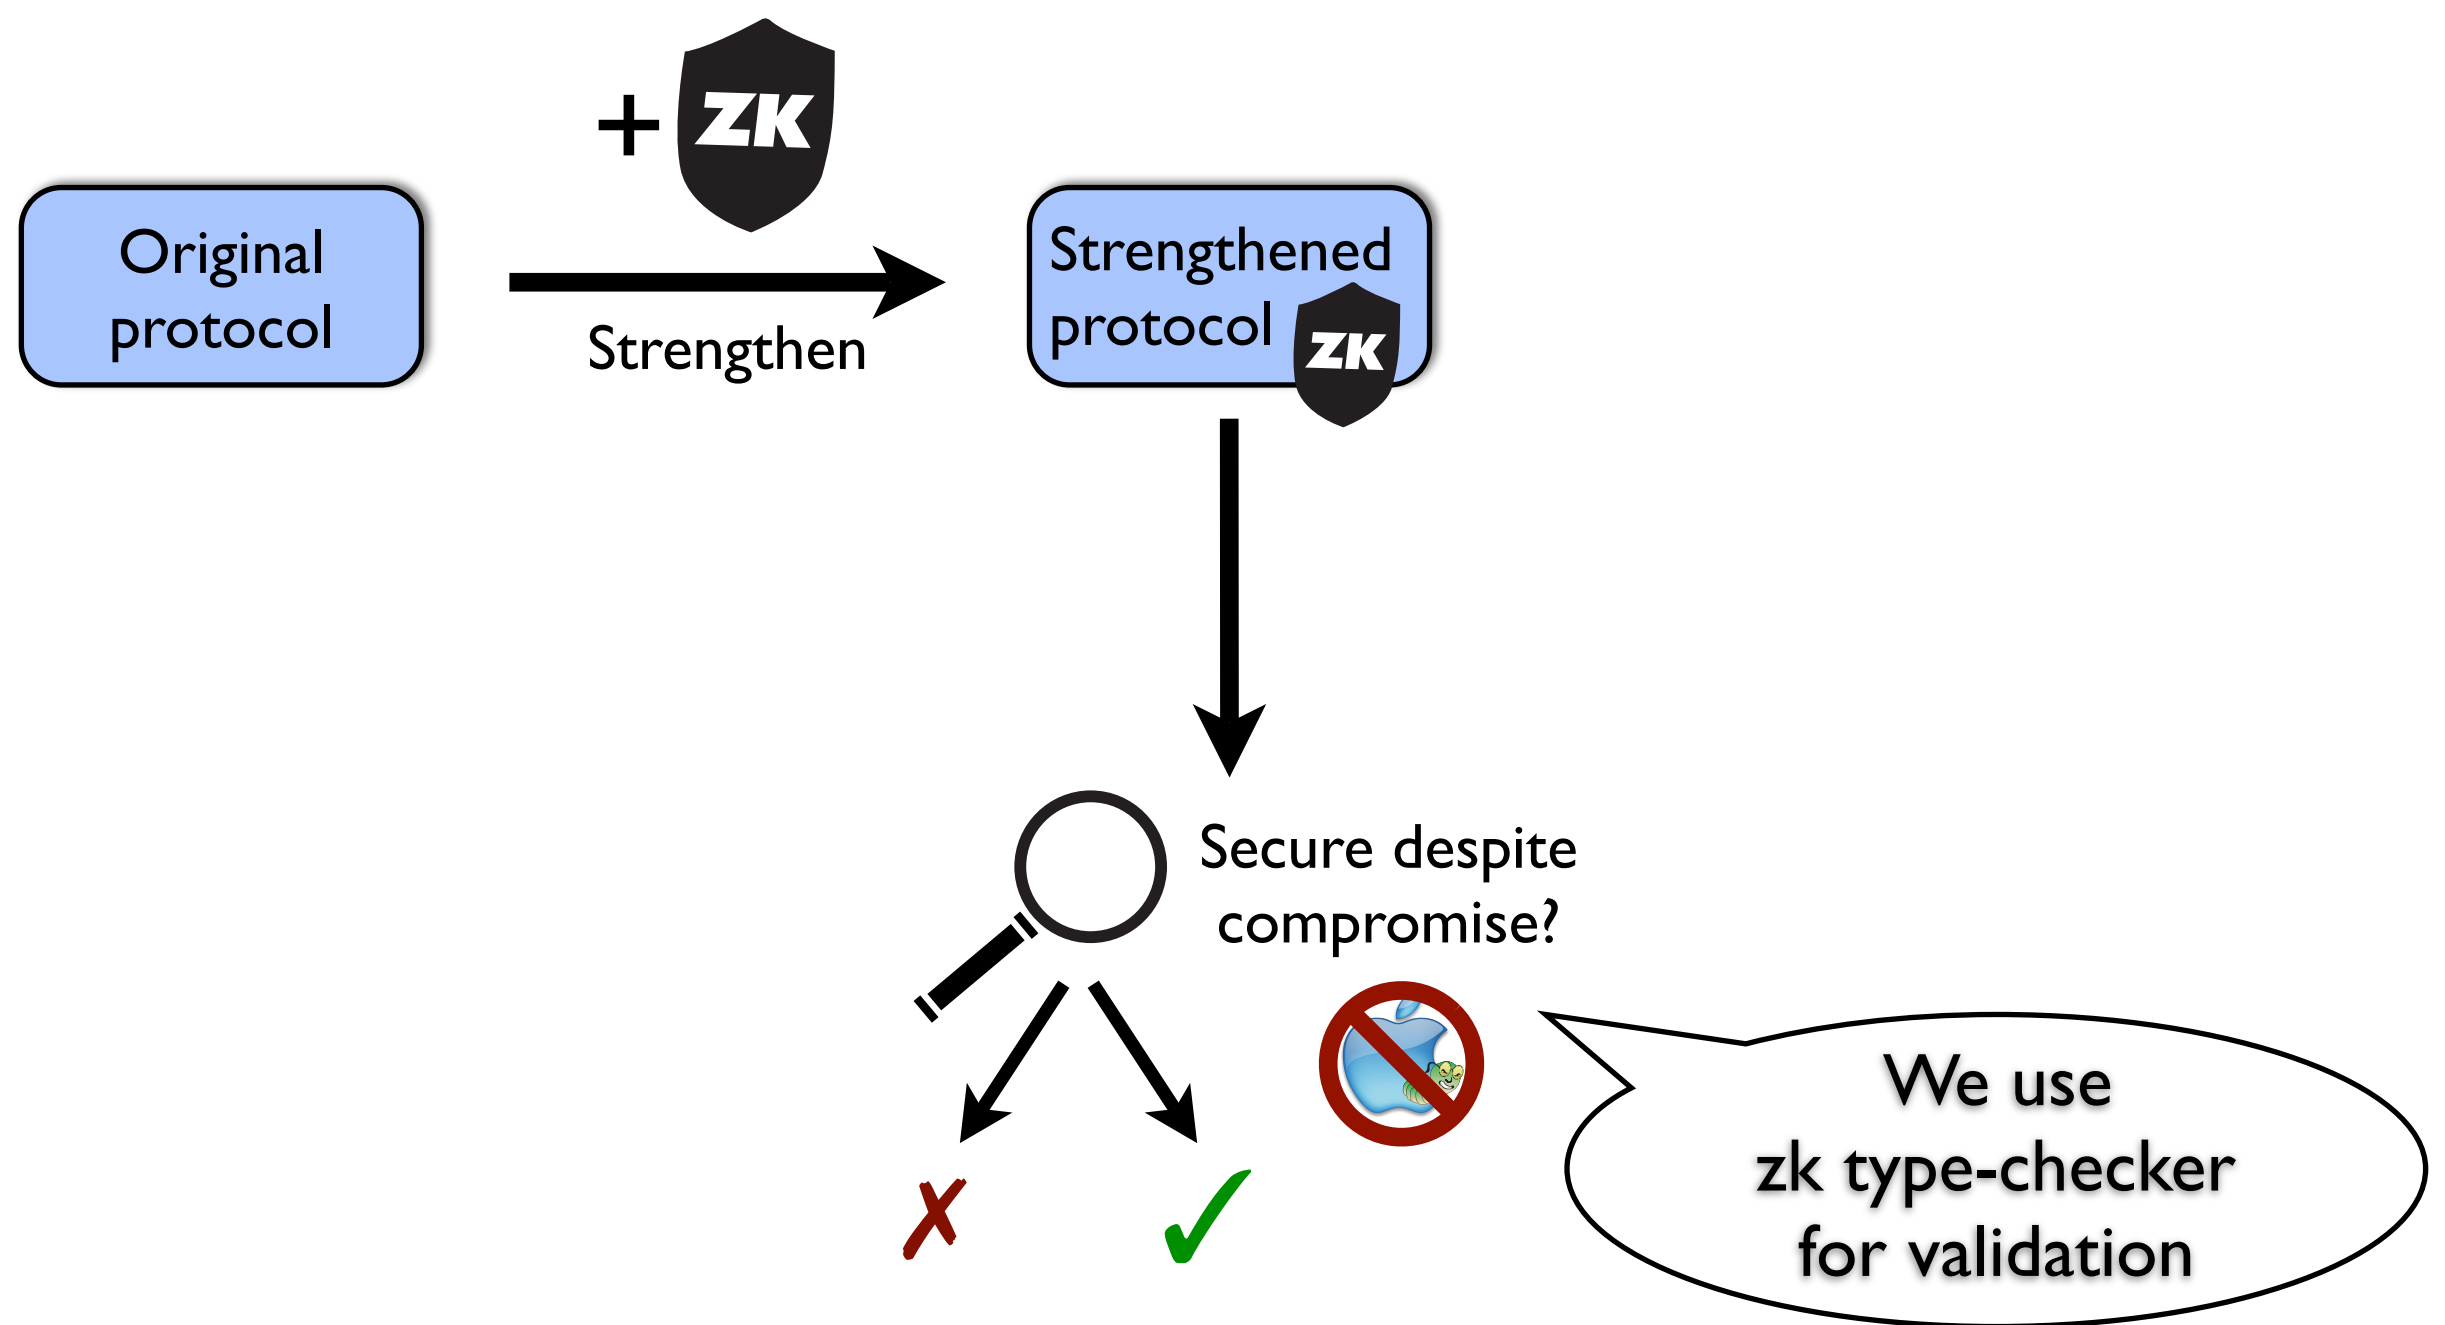 + ZK
Original
protocol
Strengthen
Strengthened
protocol
ZK
Secure despite
compromise?
✗ ✓
We use
zk type-checker
for validation